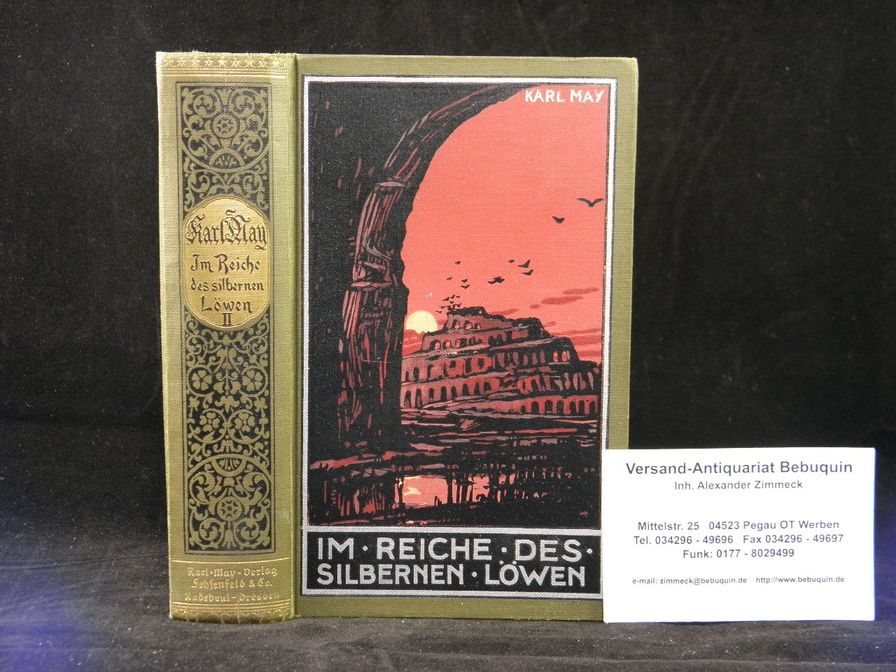 Karl May
Im Reiche
des silbernen
Löwen
II
Karl-May-Verlag
Fehsenfeld & Co.
Radebeul-Dresden
KARL MAY
IM·REICHE·DES·
SILBERNEN·LÖWEN
Versand-Antiquariat Bebuquin
Inh. Alexander Zimmeck
Mittelstr. 25 04523 Pegau OT Werben
Tel. 034296 - 49696 Fax 034296 - 49697
Funk: 0177 - 8029499
e-mail: zimmeck@bebuquin.de http://www.bebuquin.de